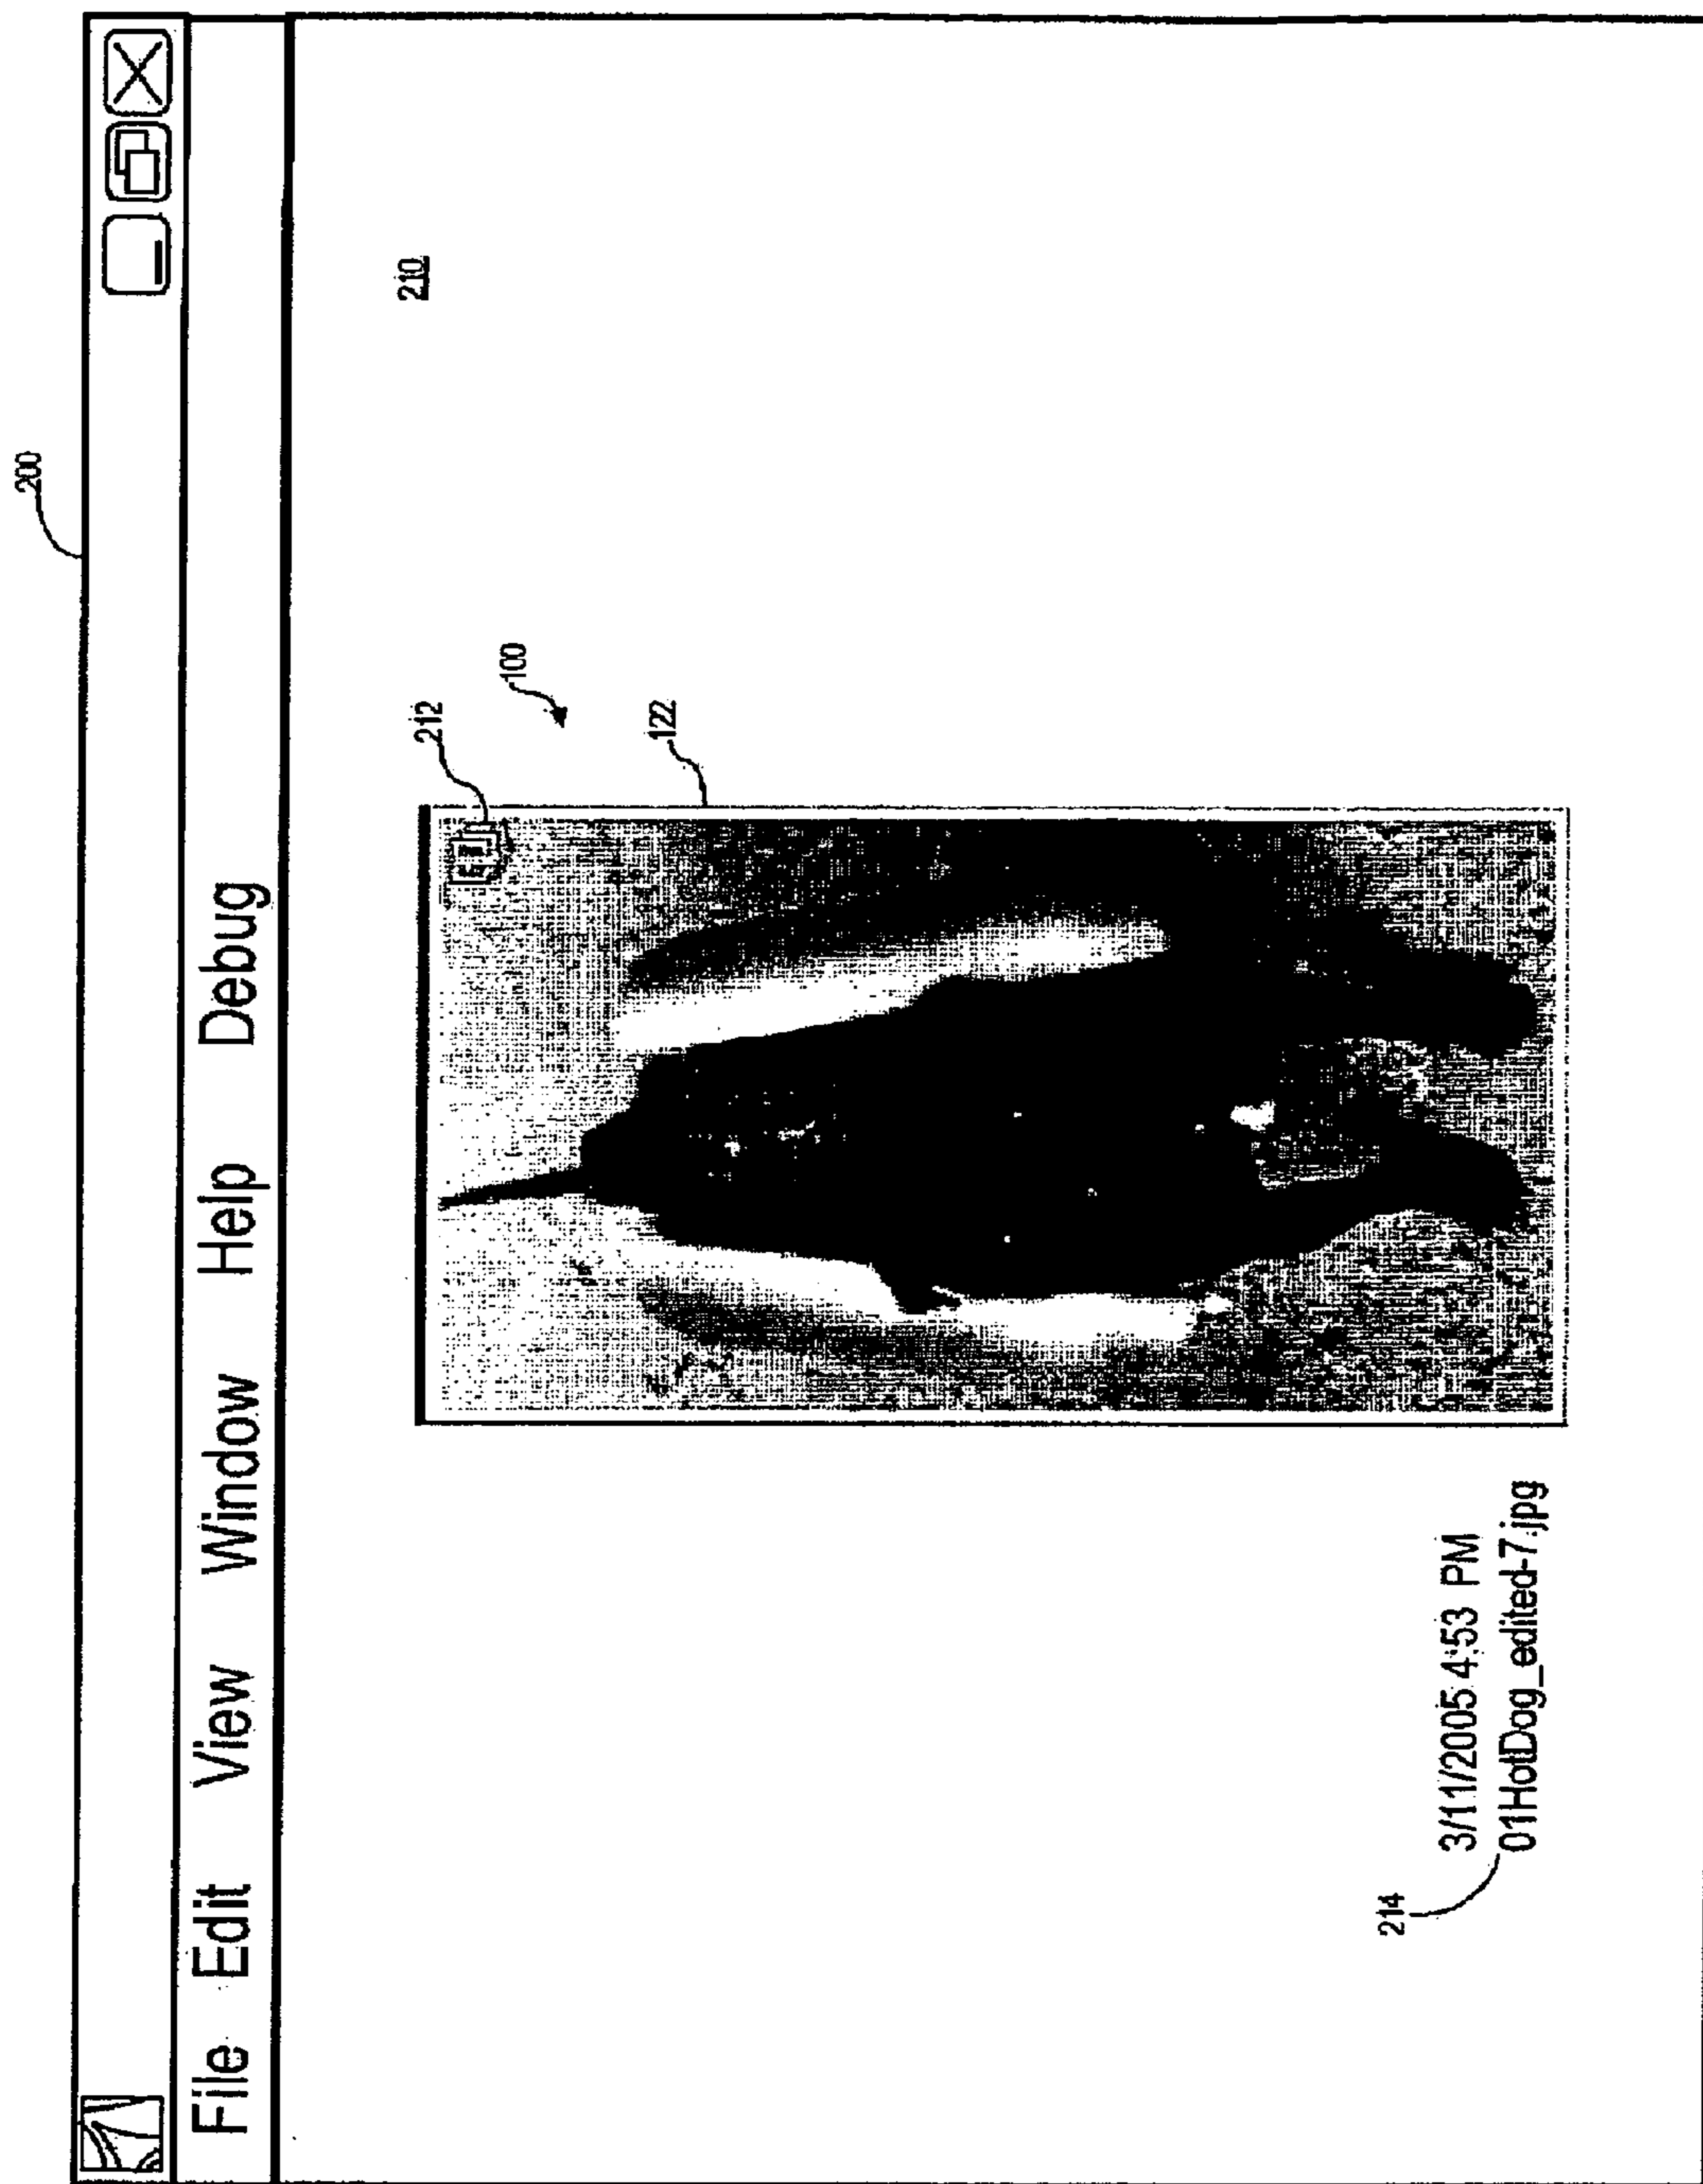 200
File Edit View Window Help Debug
210
212
100
122
214
3/11/2005 4:53 PM
01HotDog_edited-7.jpg